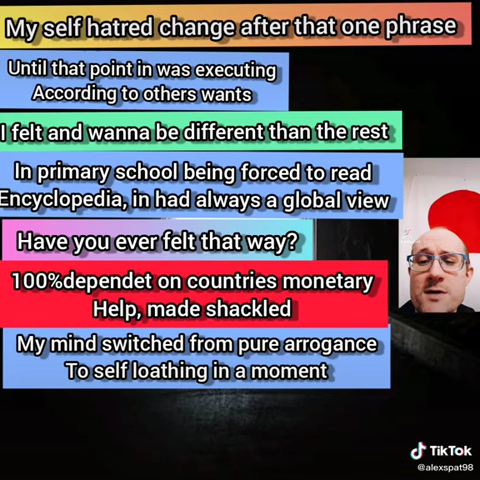 My self hatred change after that one phrase
Until that point in was executing
According to others wants
I felt and wanna be different than the rest
In primary school being forced to read
Encyclopedia, in had always a global view
Have you ever felt that way?
100%dependet on countries monetary
Help, made shackled
My mind switched from pure arrogance
To self loathing in a moment
TikTok
@alexspat98